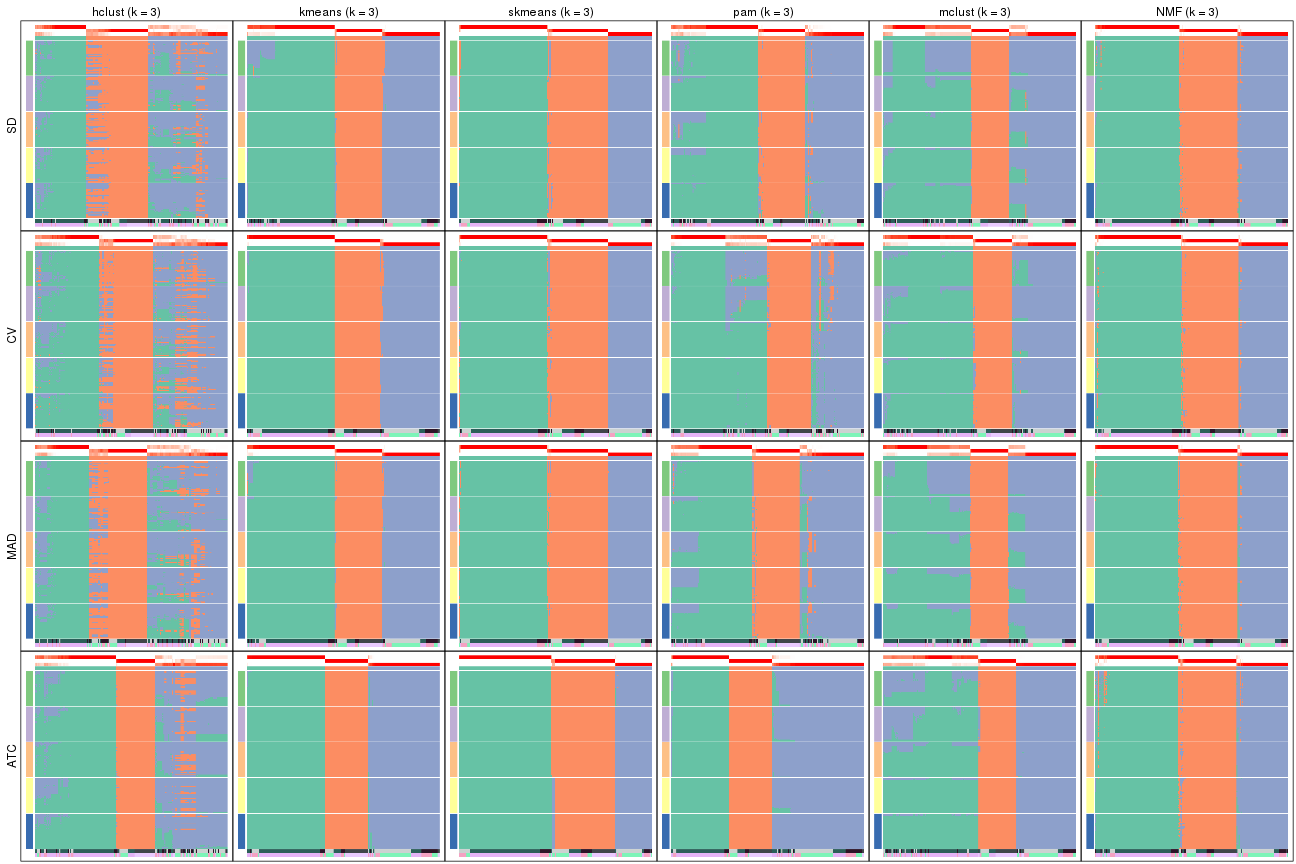 hclust (k = 3) kmeans (k = 3) skmeans (k = 3) pam (k = 3) mclust (k = 3) NMF (k = 3)
SD
CV
MAD
ATC